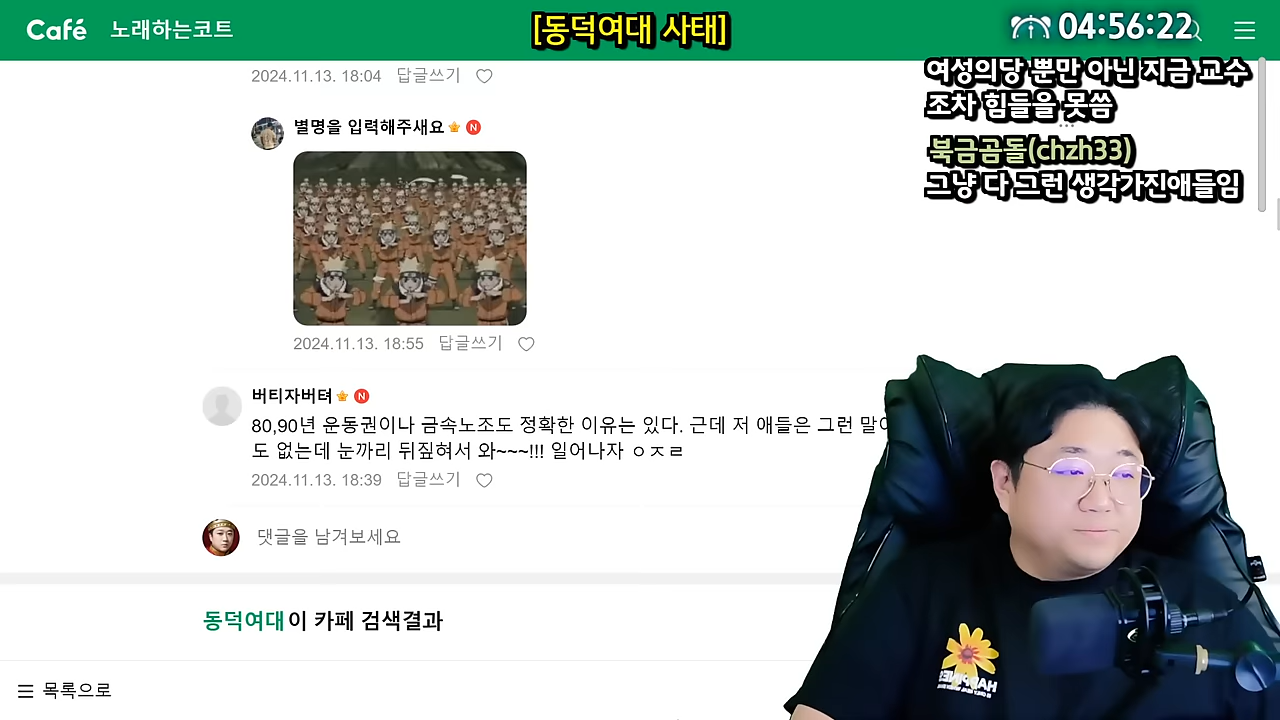 Café 노래하는코트
[동덕여대 사태]
04:56:22
여성의당 뿐만 아닌 지금 교수
조차 힘들을 못씀
북금곰돌(chzh33)
그냥 다 그런 생각가진애들임
2024.11.13. 18:04 답글쓰기
별명을 입력해주새요 N
2024.11.13. 18:55 답글쓰기
버티자버텨 N
80,90년 운동권이나 금속노조도 정확한 이유는 있다. 근데 저 애들은 그런 말
도 없는데 눈까리 뒤짚혀서 와~~~!!! 일어나자 ㅇㅈㄹ
2024.11.13. 18:39 답글쓰기
댓글을 남겨보세요
동덕여대이 카페 검색결과
목록으로